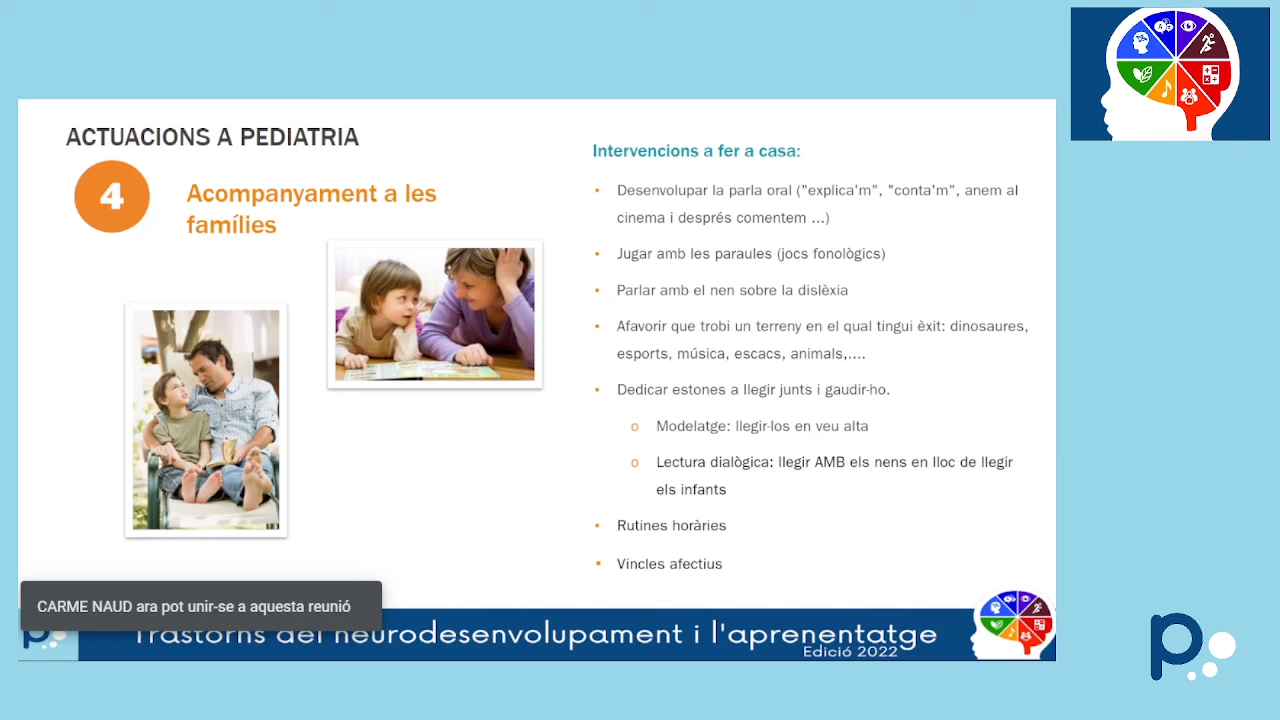 ACTUACIONS A PEDIATRIA
4
Acompanyament a les
famílies
Intervencions a fer a casa:
Desenvolupar la parla oral ("explica'm", "conta'm", anem al
cinema i després comentem ...)
Jugar amb les paraules (jocs fonològics)
Parlar amb el nen sobre la dislèxia
Afavorir que trobi un terreny en el qual tingui èxit: dinosaures,
esports, música, escacs, animals,....
Dedicar estones a llegir junts i gaudir-ho.
Modelatge: llegir-los en veu alta
Lectura dialògica: llegir AMB els nens en lloc de llegir
els infants
Rutines horàries
Vincles afectius
CARME NAUD ara pot unir-se a aquesta reunió
Trastorns del neurodesenvolupament i l'aprenentatge
Edició 2022